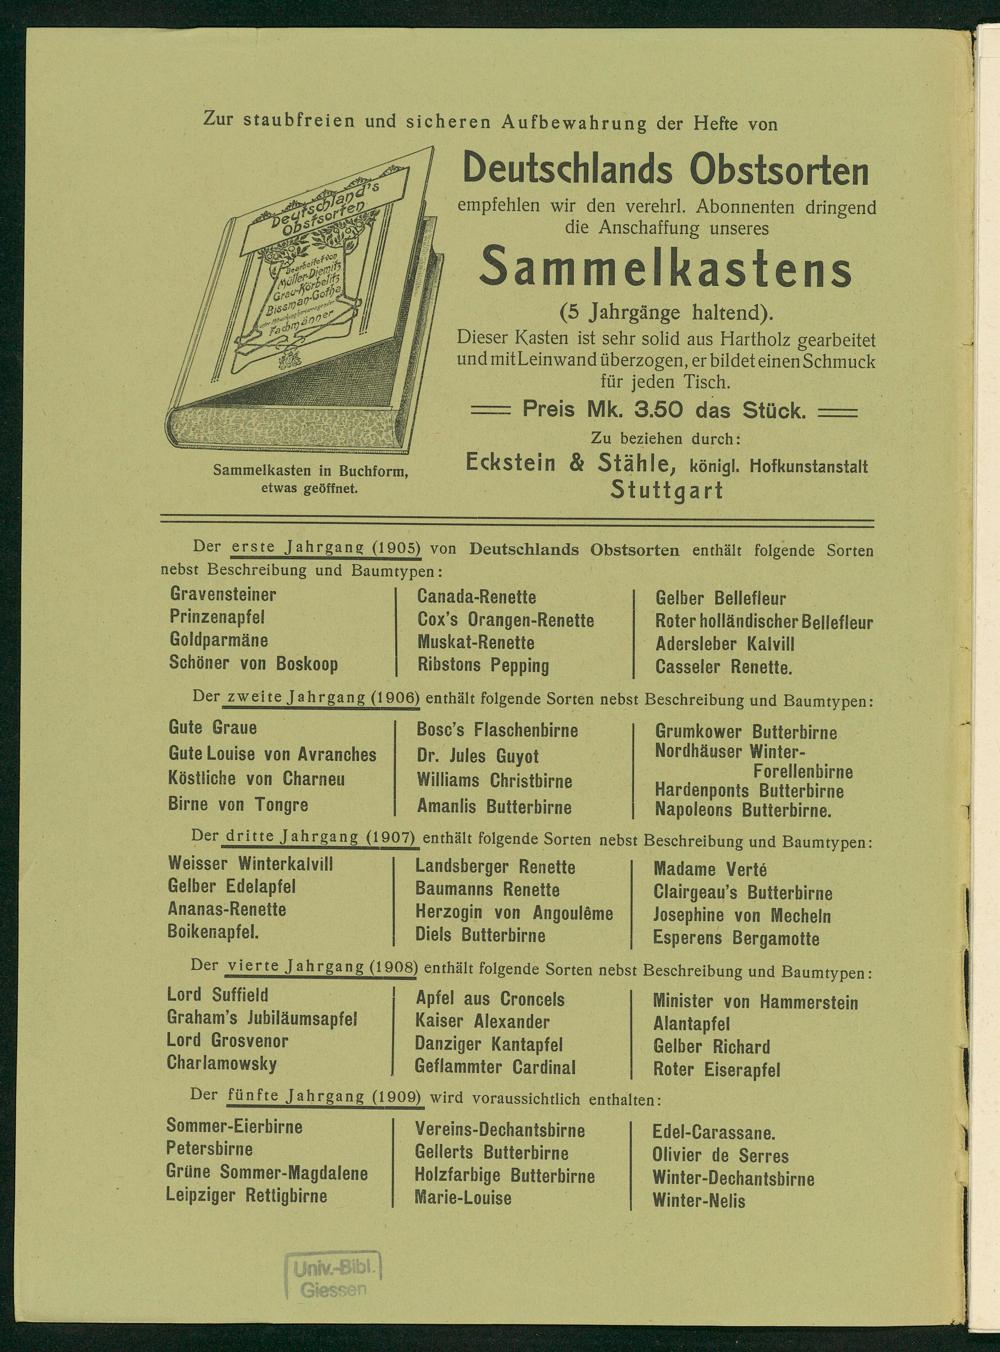 Zur staubfreien und sicheren Aufbewahrung der Hefte von
Deutschland's
Obstsorten
Bearbeitet von
Müller-Diemitz
Grau-Körbelitz
Bissman-Gotha
Fachmänner
Sammelkasten in Buchform,
etwas geöffnet.
Deutschlands Obstsorten
empfehlen wir den verehrl. Abonnenten dringend
die Anschaffung unseres
Sammelkastens
(5 Jahrgänge haltend).
Dieser Kasten ist sehr solid aus Hartholz gearbeitet
und mit Leinwand überzogen, er bildet einen Schmuck
für jeden Tisch.
Preis Mk. 3.50 das Stück.
Zu beziehen durch:
Eckstein & Stähle, königl. Hofkunstanstalt
Stuttgart
Der erste Jahrgang (1905) von Deutschlands Obstsorten enthält folgende Sorten
nebst Beschreibung und Baumtypen:
Gravensteiner
Prinzenapfel
Goldparmäne
Schöner von Boskoop
Canada-Renette
Cox's Orangen-Renette
Muskat-Renette
Ribstons Pepping
Gelber Bellefleur
Roter holländischer Bellefleur
Adersleber Kalvill
Casseler Renette.
Der zweite Jahrgang (1906) enthält folgende Sorten nebst Beschreibung und Baumtypen:
Gute Graue
Gute Louise von Avranches
Köstliche von Charneu
Birne von Tongre
Bosc's Flaschenbirne
Dr. Jules Guyot
Williams Christbirne
Amanlis Butterbirne
Grumkower Butterbirne
Nordhäuser Winter-
Forellenbirne
Hardenponts Butterbirne
Napoleons Butterbirne.
Der dritte Jahrgang (1907) enthält folgende Sorten nebst Beschreibung und Baumtypen:
Weisser Winterkalvill
Gelber Edelapfel
Ananas-Renette
Boikenapfel.
Landsberger Renette
Baumanns Renette
Herzogin von Angoulême
Diels Butterbirne
Madame Verté
Clairgeau's Butterbirne
Josephine von Mecheln
Esperens Bergamotte
Der vierte Jahrgang (1908) enthält folgende Sorten nebst Beschreibung und Baumtypen:
Lord Suffield
Graham's Jubiläumsapfel
Lord Grosvenor
Charlamowsky
Apfel aus Croncels
Kaiser Alexander
Danziger Kantapfel
Geflammter Cardinal
Minister von Hammerstein
Alantapfel
Gelber Richard
Roter Eiserapfel
Der fünfte Jahrgang (1909) wird voraussichtlich enthalten:
Sommer-Eierbirne
Petersbirne
Grüne Sommer-Magdalene
Leipziger Rettigbirne
Vereins-Dechantsbirne
Gellerts Butterbirne
Holzfarbige Butterbirne
Marie-Louise
Edel-Carassane.
Olivier de Serres
Winter-Dechantsbirne
Winter-Nelis
Univ.-Bibl.
Giessen